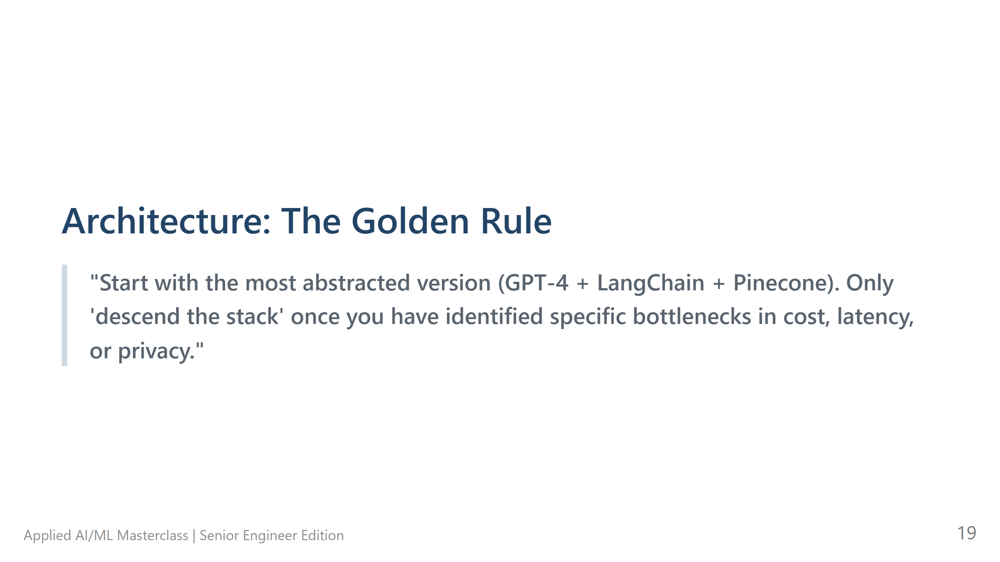 Architecture: The Golden Rule
"Start with the most abstracted version (GPT-4 + LangChain + Pinecone). Only
'descend the stack' once you have identified specific bottlenecks in cost, latency,
or privacy."
Applied AI/ML Masterclass | Senior Engineer Edition
19